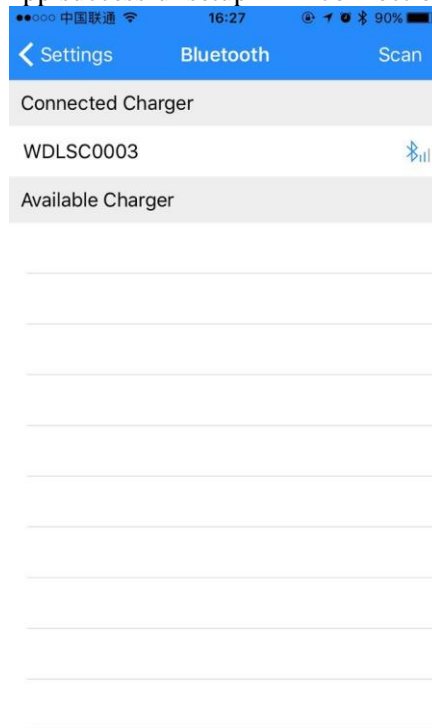 中国联通 16:27 90%
Settings Bluetooth Scan
Connected Charger
WDLSC0003
Available Charger